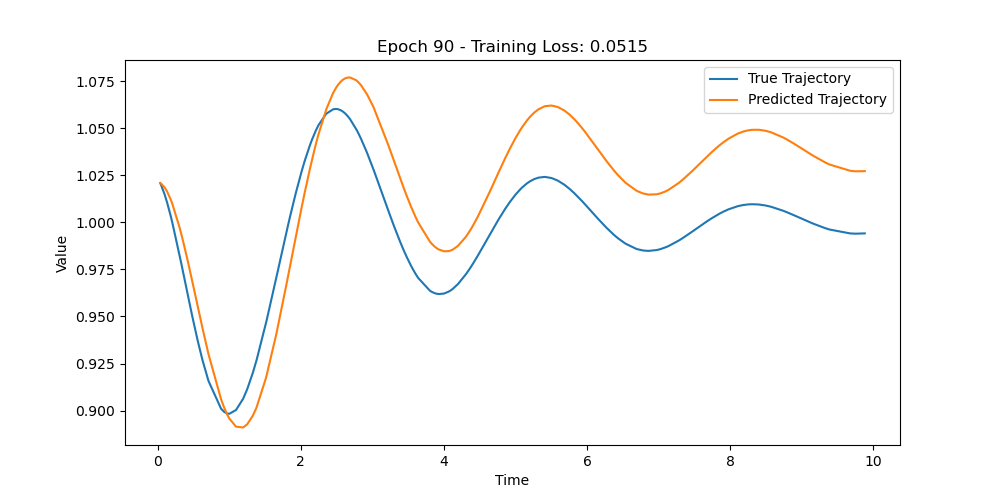 Epoch 90 - Training Loss: 0.0515
True Trajectory
Predicted Trajectory
1.075
1.050
1.025
1.000
0.975
0.950
0.925
0.900
Value
0 2 4 6 8 10
Time